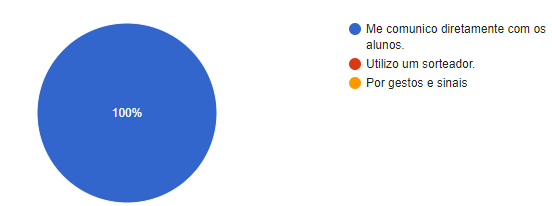 100%
Me comunico diretamente com os
alunos.
Utilizo um sorteador.
Por gestos e sinais